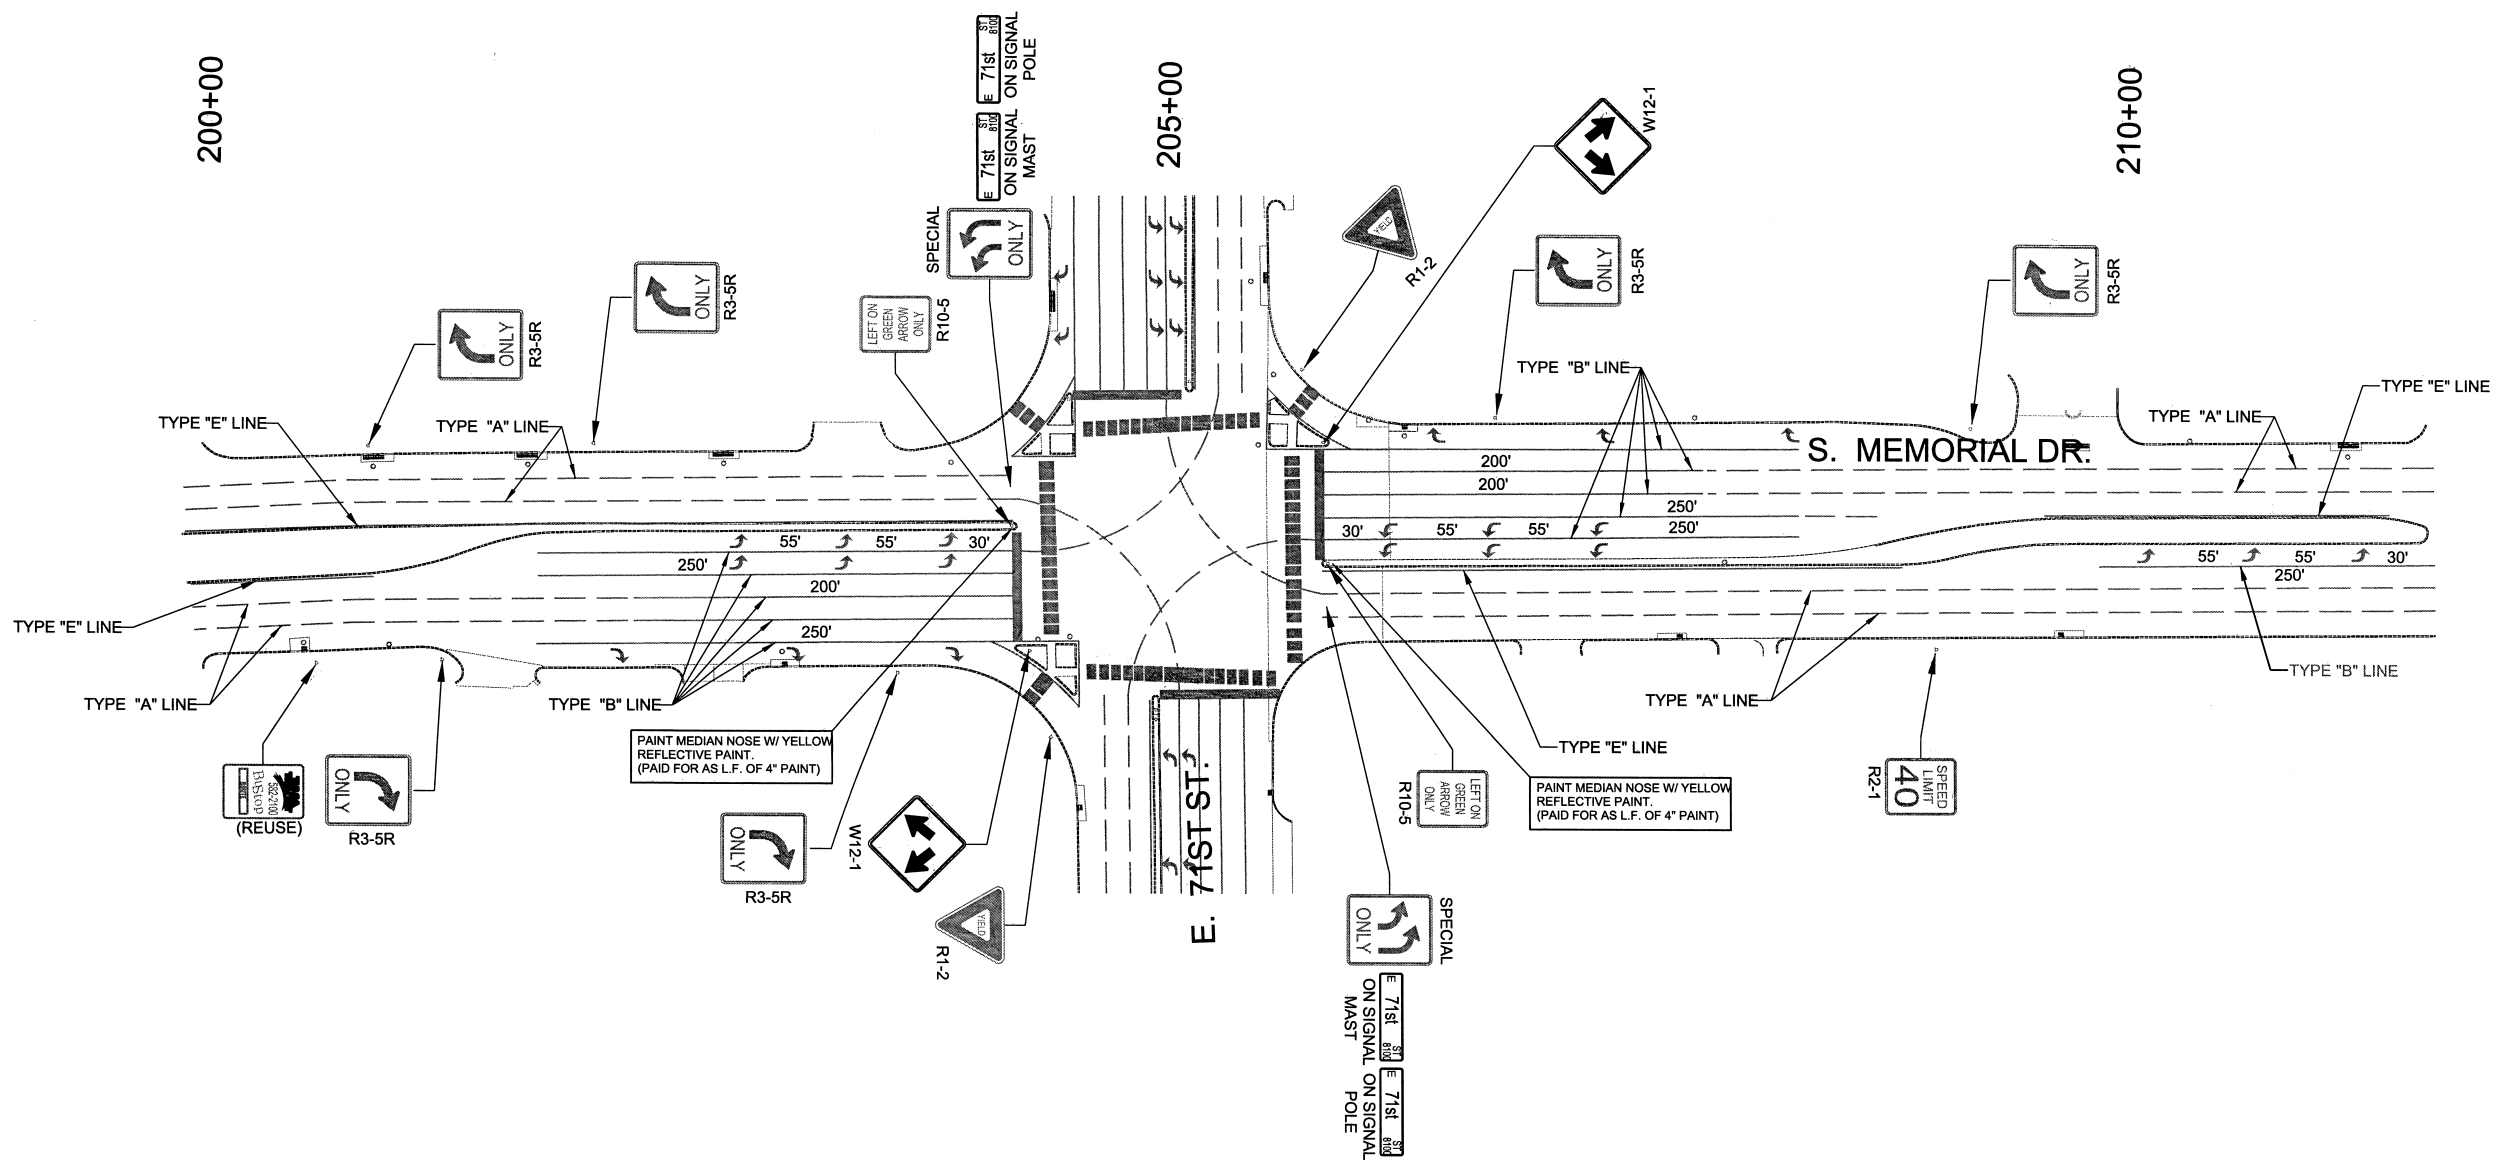 200+00
205+00
210+00
E 71st ST 8100
ON SIGNAL
POLE
E 71st ST 8100
ON SIGNAL
MAST
SPECIAL
ONLY
W12-1
YIELD
R1-2
ONLY
R3-5R
ONLY
R3-5R
ONLY
R3-5R
ONLY
R3-5R
LEFT ON
GREEN
ARROW
ONLY
R10-5
TYPE "E" LINE
TYPE "A" LINE
TYPE "B" LINE
TYPE "E" LINE
TYPE "A" LINE
S. MEMORIAL DR.
200'
200'
250'
30' 55' 55' 250'
55' 55' 30'
250'
200'
250'
55' 55' 30'
250'
TYPE "E" LINE
TYPE "A" LINE
TYPE "B" LINE
TYPE "A" LINE
TYPE "B" LINE
TYPE "E" LINE
PAINT MEDIAN NOSE W/ YELLOW
REFLECTIVE PAINT.
(PAID FOR AS L.F. OF 4" PAINT)
PAINT MEDIAN NOSE W/ YELLOW
REFLECTIVE PAINT.
(PAID FOR AS L.F. OF 4" PAINT)
582-2100
BuStop
(REUSE)
ONLY
R3-5R
ONLY
R3-5R
W12-1
YIELD
R1-2
E. 71ST ST.
LEFT ON
GREEN
ARROW
ONLY
R10-5
SPEED
LIMIT
40
R2-1
SPECIAL
ONLY
E 71st ST 8100
ON SIGNAL
MAST
E 71st ST 8100
ON SIGNAL
POLE